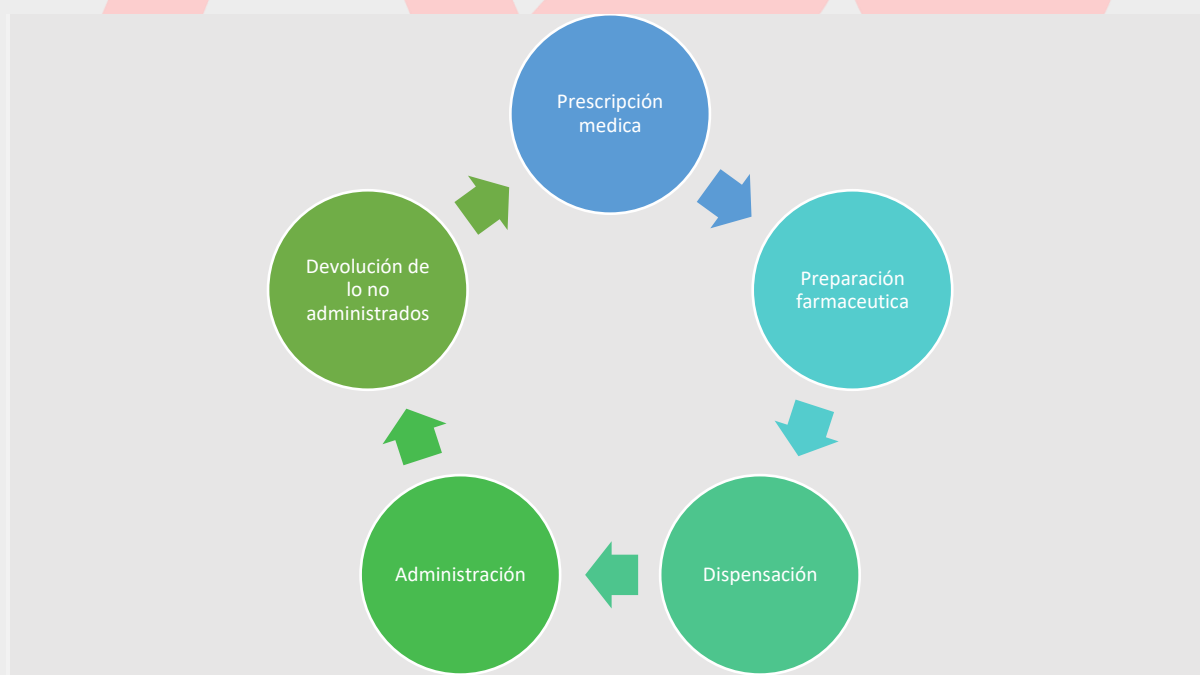 Prescripción
medica
Preparación
farmaceutica
Dispensación
Administración
Devolución de
lo no
administrados